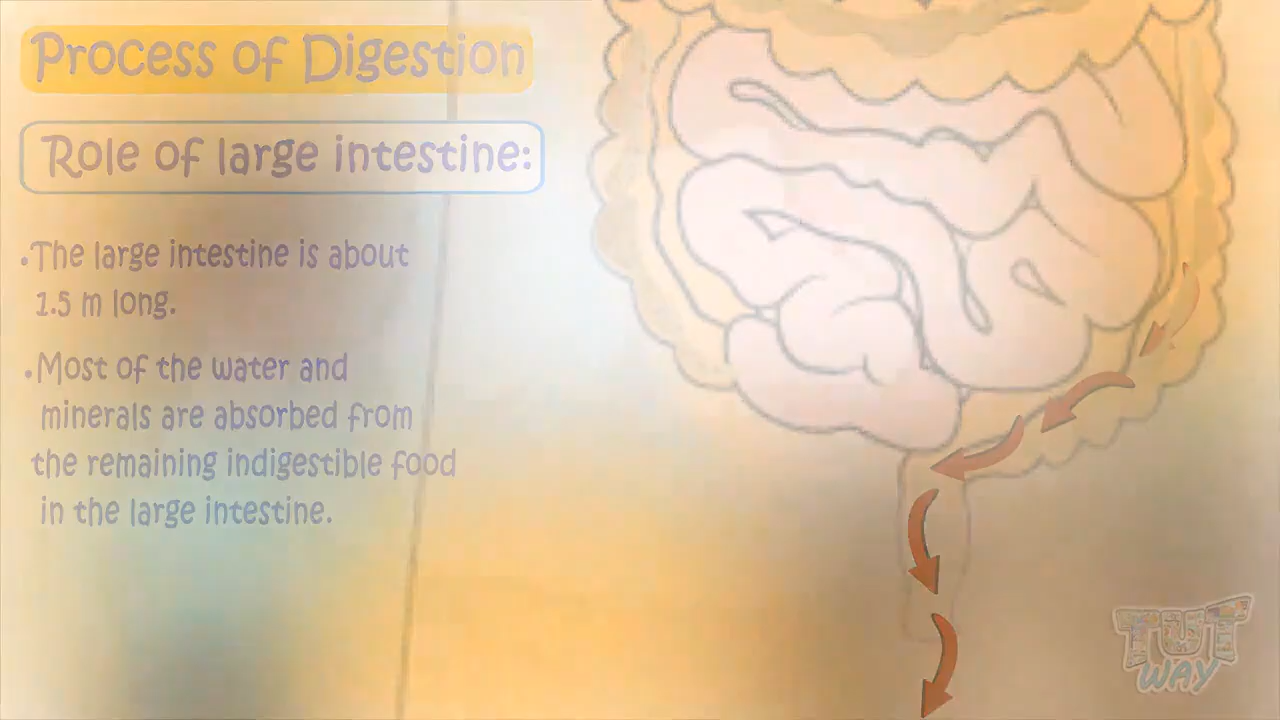 Process of Digestion
Role of large intestine:
•The large intestine is about
1.5 m long.
•Most of the water and
minerals are absorbed from
the remaining indigestible food
in the large intestine.
TUT
WAY